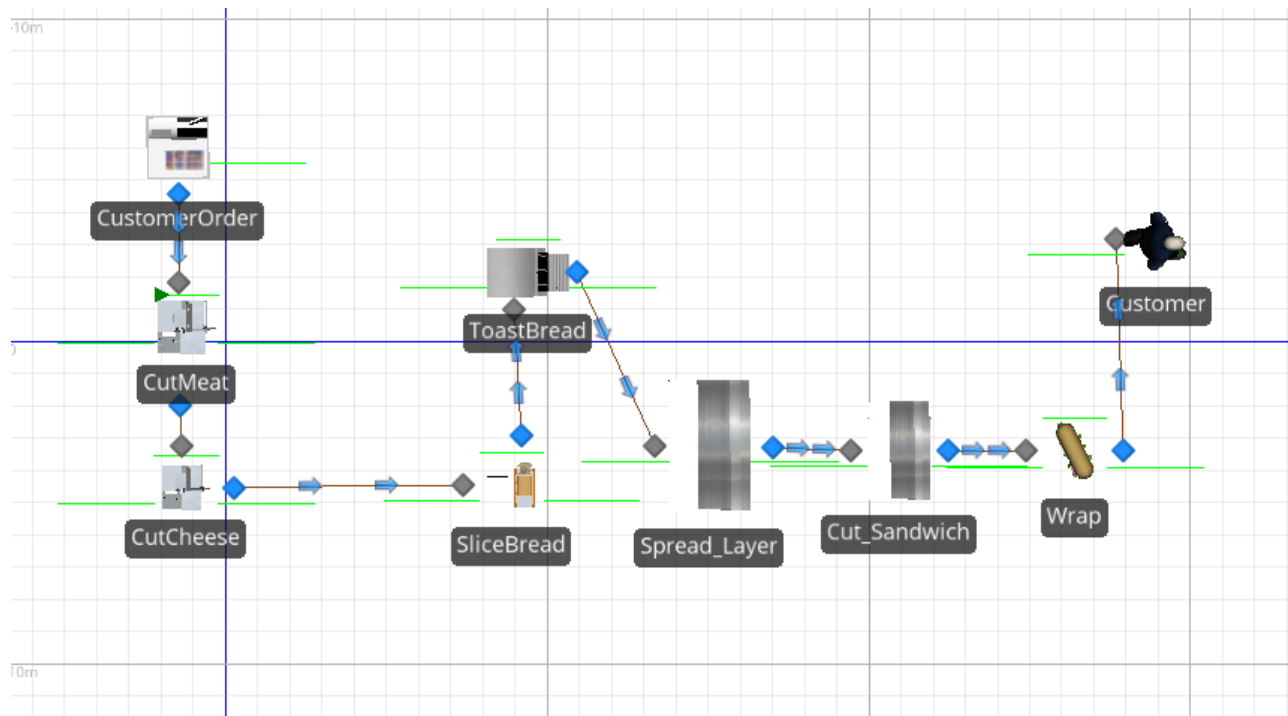 -10m
CustomerOrder
ToastBread
Customer
0
CutMeat
CutCheese
SliceBread
Spread_Layer
Cut_Sandwich
Wrap
10m